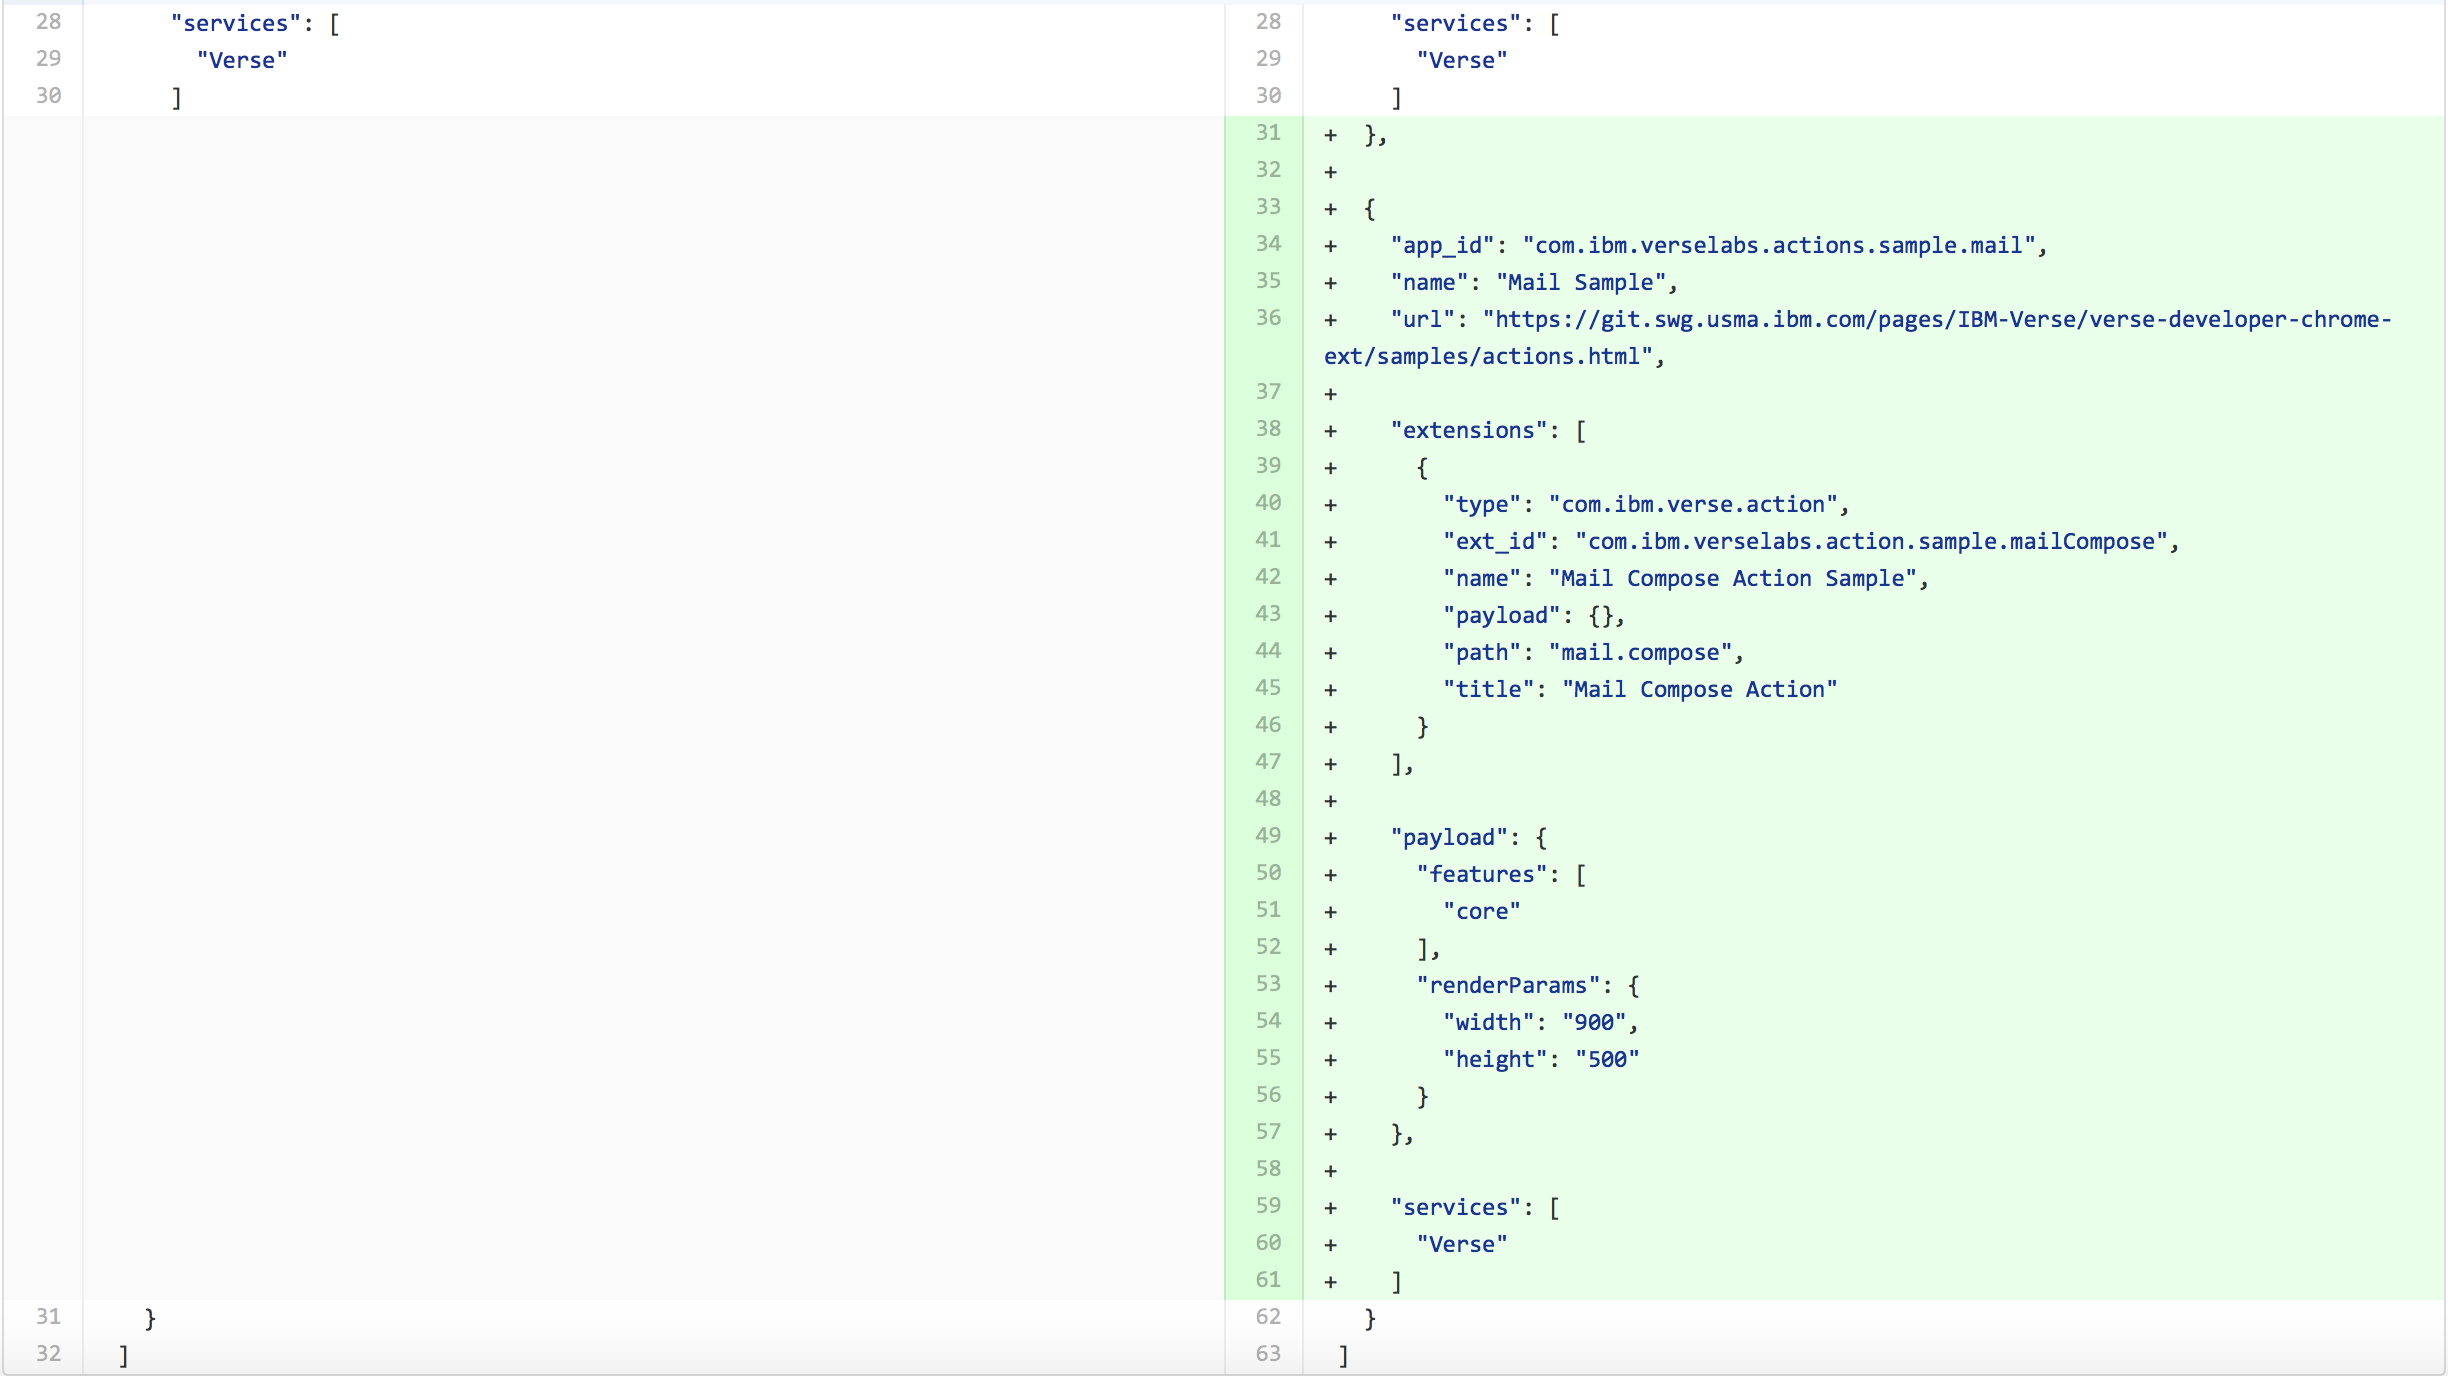 28 "services": [
29 "Verse"
30 ]
31 }
32 ]
28 "services": [
29 "Verse"
30 ]
31 + },
32 +
33 + {
34 + "app_id": "com.ibm.verselabs.actions.sample.mail",
35 + "name": "Mail Sample",
36 + "url": "https://git.swg.usma.ibm.com/pages/IBM-Verse/verse-developer-chrome-
ext/samples/actions.html",
37 +
38 + "extensions": [
39 + {
40 + "type": "com.ibm.verse.action",
41 + "ext_id": "com.ibm.verselabs.action.sample.mailCompose",
42 + "name": "Mail Compose Action Sample",
43 + "payload": {},
44 + "path": "mail.compose",
45 + "title": "Mail Compose Action"
46 + }
47 + ],
48 +
49 + "payload": {
50 + "features": [
51 + "core"
52 + ],
53 + "renderParams": {
54 + "width": "900",
55 + "height": "500"
56 + }
57 + },
58 +
59 + "services": [
60 + "Verse"
61 + ]
62 }
63 ]